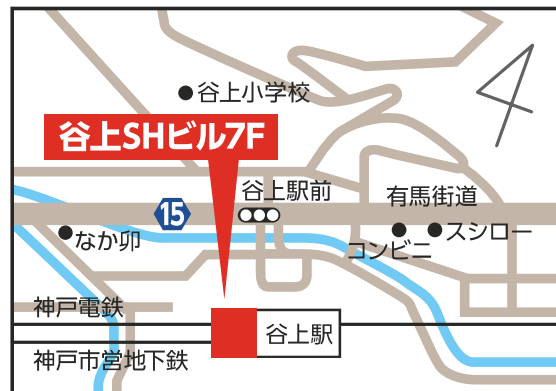 谷上小学校
谷上SHビル7F
谷上駅前
有馬街道
15
スシロー
なか卯
コンビニ
神戸電鉄
谷上駅
神戸市営地下鉄